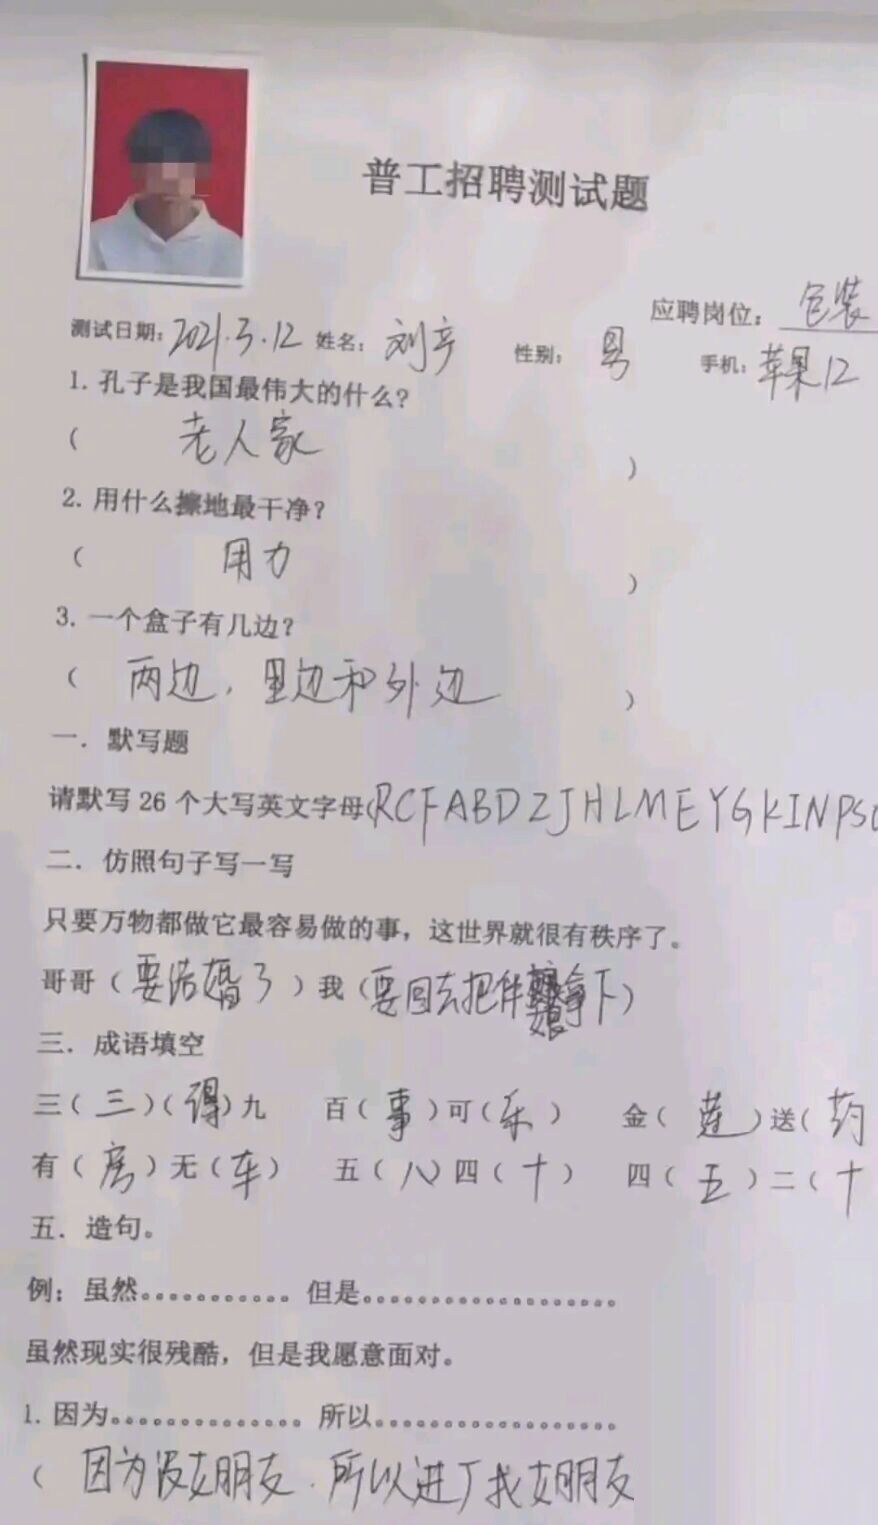 普工招聘测试题
应聘岗位：包装
测试日期：2021.3.12 姓名：刘 性别：男 手机：苹果12
1. 孔子是我国最伟大的什么？
（ 老人家 ）
2. 用什么擦地最干净？
（ 用力 ）
3. 一个盒子有几边？
（ 两边，里边和外边 ）
一．默写题
请默写26个大写英文字母(RCFABDZJHLMEYGKINPS
二．仿照句子写一写
只要万物都做它最容易做的事，这世界就很有秩序了。
哥哥（要结婚了）我（要回去把伴娘拿下）
三．成语填空
三（三）（得）九 百（事）可（乐） 金（莲）送（药
有（房）无（车） 五（八）四（十） 四（五）二（十
五．造句。
例：虽然。。。。。。。。。。。但是。。。。。。。。。。。。。。。。。。。
虽然现实很残酷，但是我愿意面对。
1. 因为。。。。。。。。。。。。。。所以。。。。。。。。。。。。。。。。。。
（ 因为没女朋友．所以进厂找女朋友